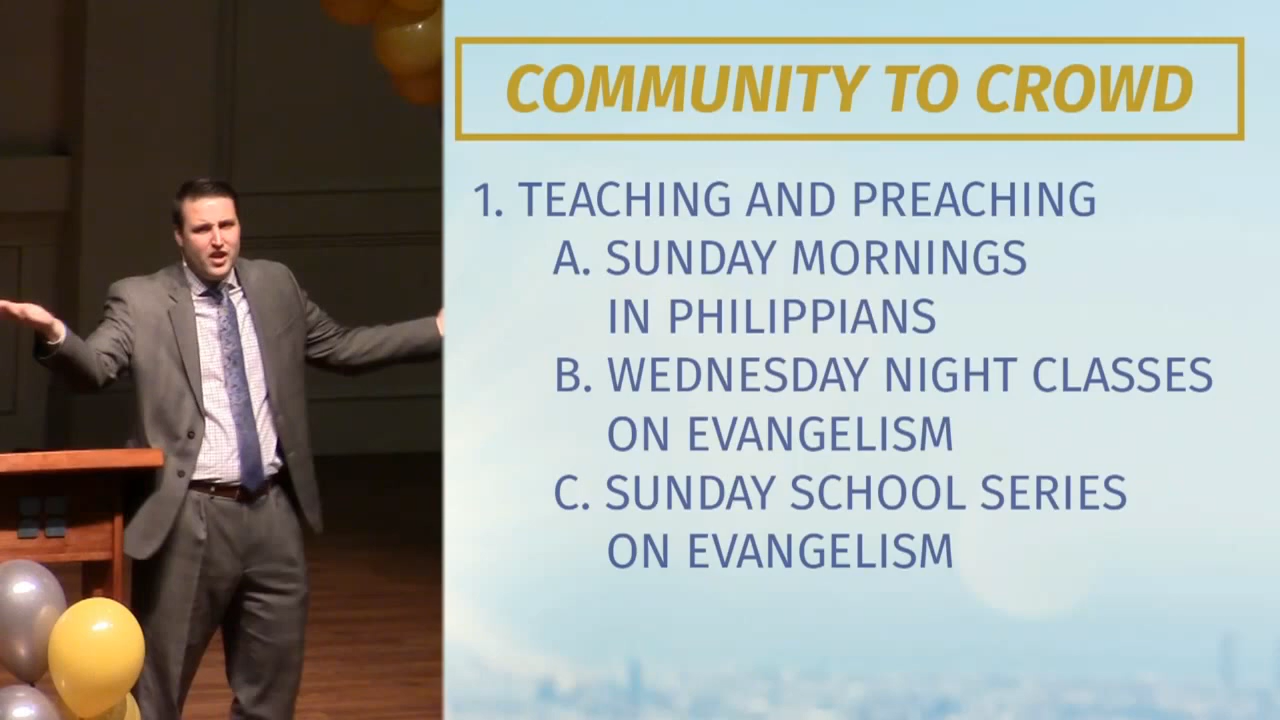 COMMUNITY TO CROWD
1. TEACHING AND PREACHING
A. SUNDAY MORNINGS
IN PHILIPPIANS
B. WEDNESDAY NIGHT CLASSES
ON EVANGELISM
C. SUNDAY SCHOOL SERIES
ON EVANGELISM